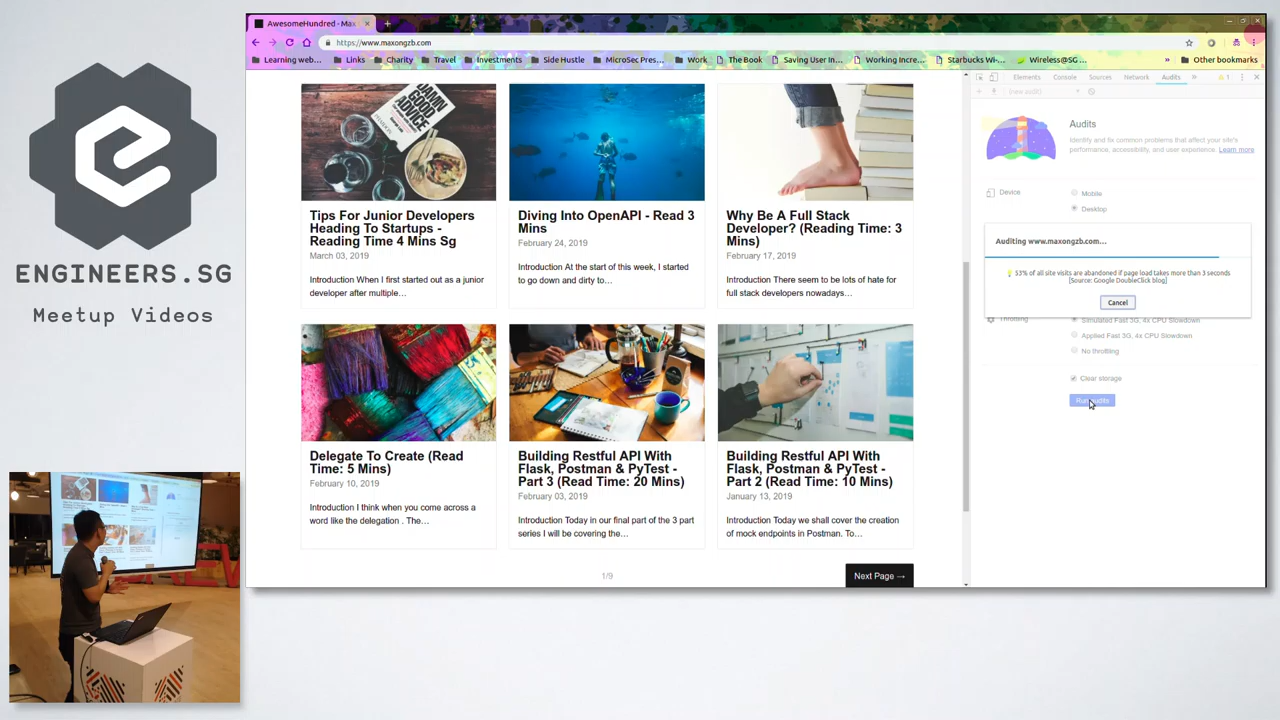 ENGINEERS.SG
Meetup Videos
AwesomeHundred - Max
https://www.maxongzb.com
Learning web...
Links
Charity
Travel
Investments
Side Hustle
MicroSec Pres...
Work
The Book
Saving User In...
Working Incre...
Starbucks Wi-...
Wireless@SG ...
»
Other bookmarks
Tips For Junior Developers
Heading To Startups -
Reading Time 4 Mins Sg
March 03, 2019
Introduction When I first started out as a junior
developer after multiple...
Diving Into OpenAPI - Read 3
Mins
February 24, 2019
Introduction At the start of this week, I started
to go down and dirty to...
Why Be A Full Stack
Developer? (Reading Time: 3
Mins)
February 17, 2019
Introduction There seem to be lots of hate for
full stack developers nowadays...
Delegate To Create (Read
Time: 5 Mins)
February 10, 2019
Introduction I think when you come across a
word like the delegation . The...
Building Restful API With
Flask, Postman & PyTest -
Part 3 (Read Time: 20 Mins)
February 03, 2019
Introduction Today in our final part of the 3 part
series I will be covering the...
Building Restful API With
Flask, Postman & PyTest -
Part 2 (Read Time: 10 Mins)
January 13, 2019
Introduction Today we shall cover the creation
of mock endpoints in Postman. To...
1/9
Next Page →
Elements
Console
Sources
Network
Audits
»
1
(new audit)
Audits
Identify and fix common problems that affect your site's
performance, accessibility, and user experience. Learn more
Device
Mobile
Desktop
Auditing www.maxongzb.com...
53% of all site visits are abandoned if page load takes more than 3 seconds
[Source: Google DoubleClick blog]
Cancel
Throttling
Simulated Fast 3G, 4x CPU Slowdown
Applied Fast 3G, 4x CPU Slowdown
No throttling
Clear storage
Run audits